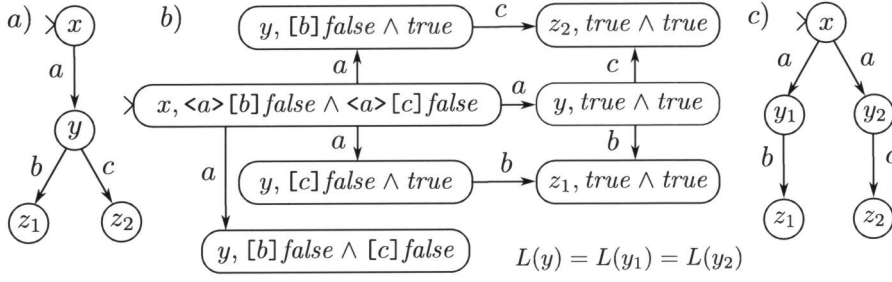 a)
x
a
y
b
c
z₁
z₂
b)
y, [b]false ∧ true
c
z₂, true ∧ true
a
c
x, <a>[b]false ∧ <a>[c]false
a
y, true ∧ true
a
a
b
y, [c]false ∧ true
b
z₁, true ∧ true
y, [b]false ∧ [c]false
L(y) = L(y₁) = L(y₂)
c)
x
a
a
y₁
y₂
b
c
z₁
z₂